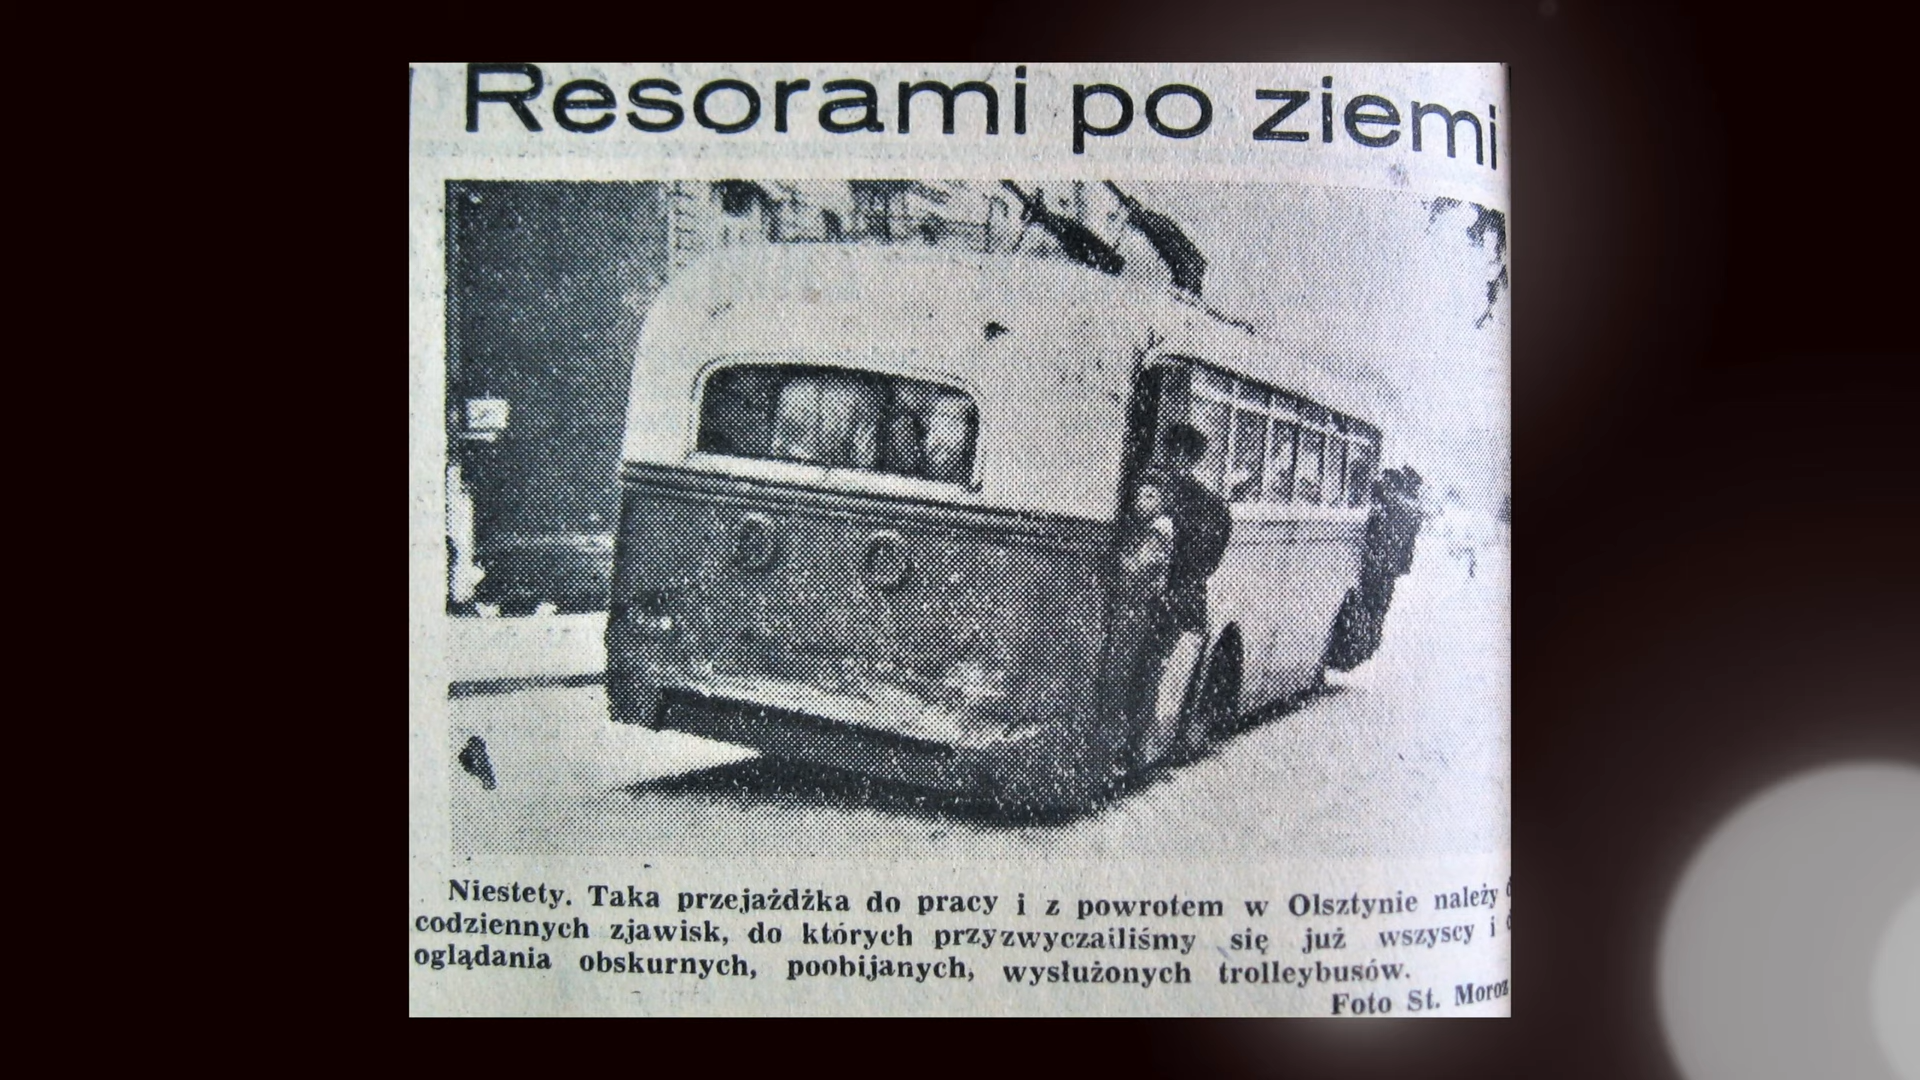 Resorami po ziemi
Niestety. Taka przejażdżka do pracy i z powrotem w Olsztynie należy
codziennych zjawisk, do których przyzwyczailiśmy się już wszyscy i
oglądania obskurnych, poobijanych, wysłużonych trolleybusów.
Foto St. Moroz